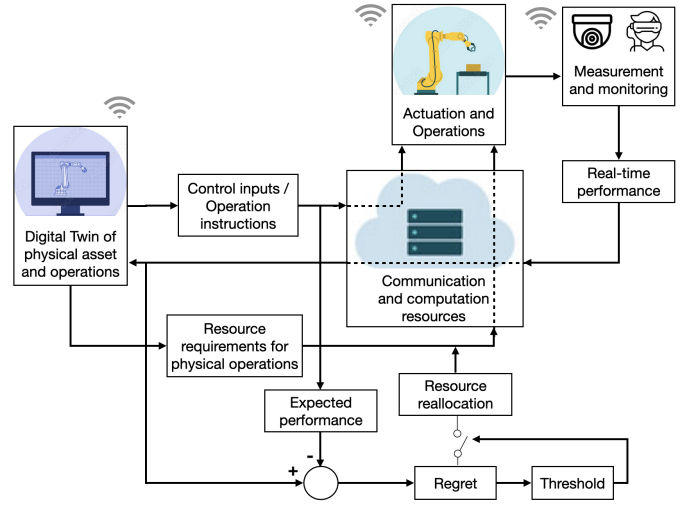 Actuation and
Operations
Measurement
and monitoring
Real-time
performance
Digital Twin of
physical asset
and operations
Control inputs /
Operation
instructions
Communication
and computation
resources
Resource
requirements for
physical operations
Expected
performance
Resource
reallocation
-
+
Regret
Threshold